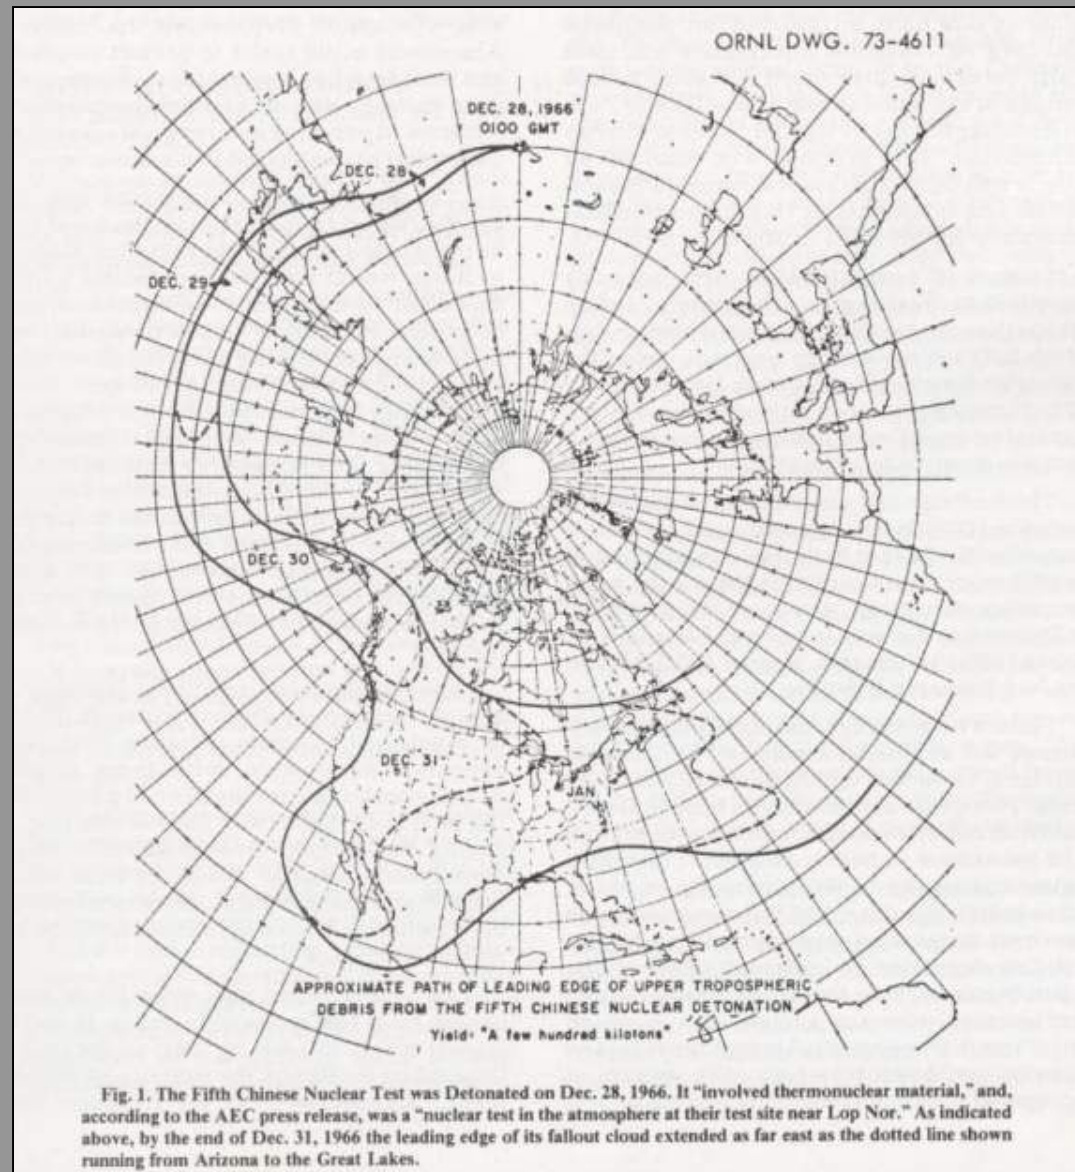 ORNL DWG. 73-4611
DEC. 28, 1966
0100 GMT
DEC. 28
DEC. 29
DEC. 30
DEC. 31
JAN
APPROXIMATE PATH OF LEADING EDGE OF UPPER TROPOSPHERIC
DEBRIS FROM THE FIFTH CHINESE NUCLEAR DETONATION
Yield: "A few hundred kilotons"
Fig. 1. The Fifth Chinese Nuclear Test was Detonated on Dec. 28, 1966. It “involved thermonuclear material,” and,
according to the AEC press release, was a “nuclear test in the atmosphere at their test site near Lop Nor.” As indicated
above, by the end of Dec. 31, 1966 the leading edge of its fallout cloud extended as far east as the dotted line shown
running from Arizona to the Great Lakes.